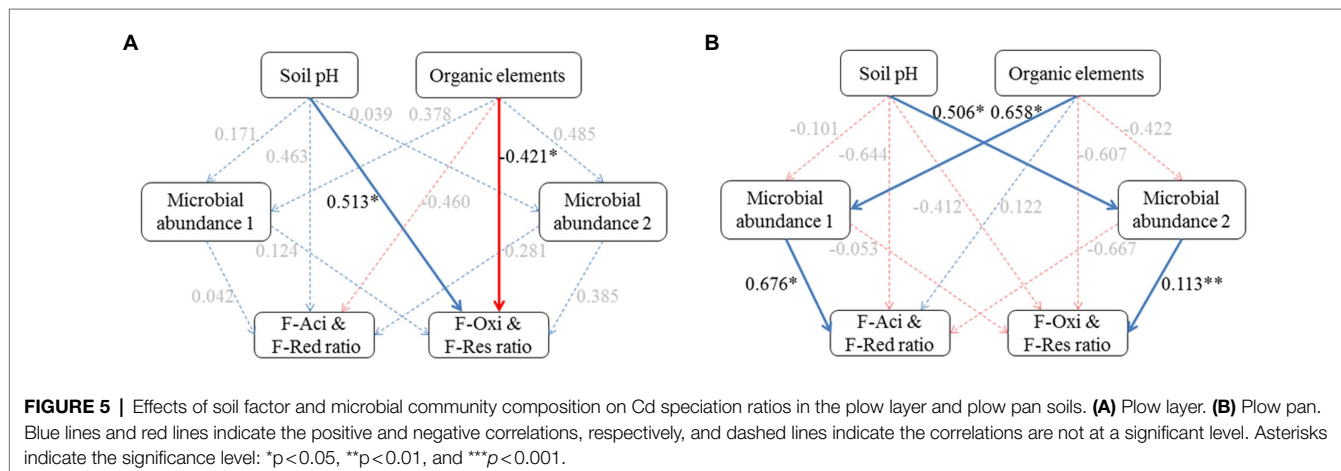 A
Soil pH
Organic elements
0.039
0.378
0.171
0.463
0.485
-0.421*
Microbial
abundance 1
0.513*
-0.460
Microbial
abundance 2
0.124
0.281
0.042
0.385
F-Aci &
F-Red ratio
F-Oxi &
F-Res ratio
B
Soil pH
Organic elements
0.506*
0.658*
-0.101
-0.422
-0.644
-0.607
Microbial
abundance 1
-0.412
0.122
Microbial
abundance 2
-0.053
-0.667
0.676*
0.113**
F-Aci &
F-Red ratio
F-Oxi &
F-Res ratio
FIGURE 5 | Effects of soil factor and microbial community composition on Cd speciation ratios in the plow layer and plow pan soils. (A) Plow layer. (B) Plow pan.
Blue lines and red lines indicate the positive and negative correlations, respectively, and dashed lines indicate the correlations are not at a significant level. Asterisks
indicate the significance level: *p<0.05, **p<0.01, and ***p<0.001.